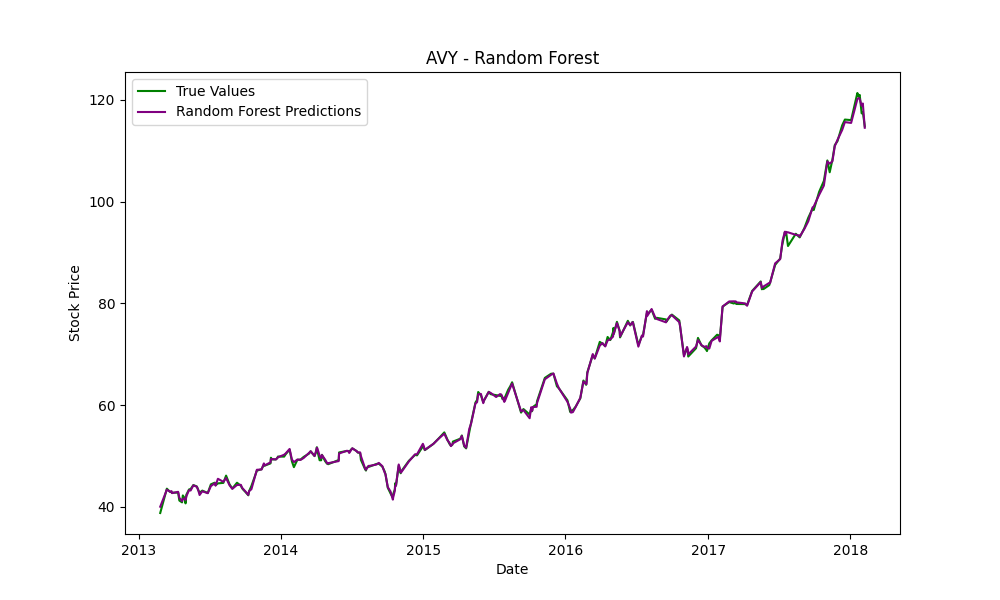 AVY - Random Forest
True Values
Random Forest Predictions
120
100
80
60
40
Stock Price
2013 2014 2015 2016 2017 2018
Date